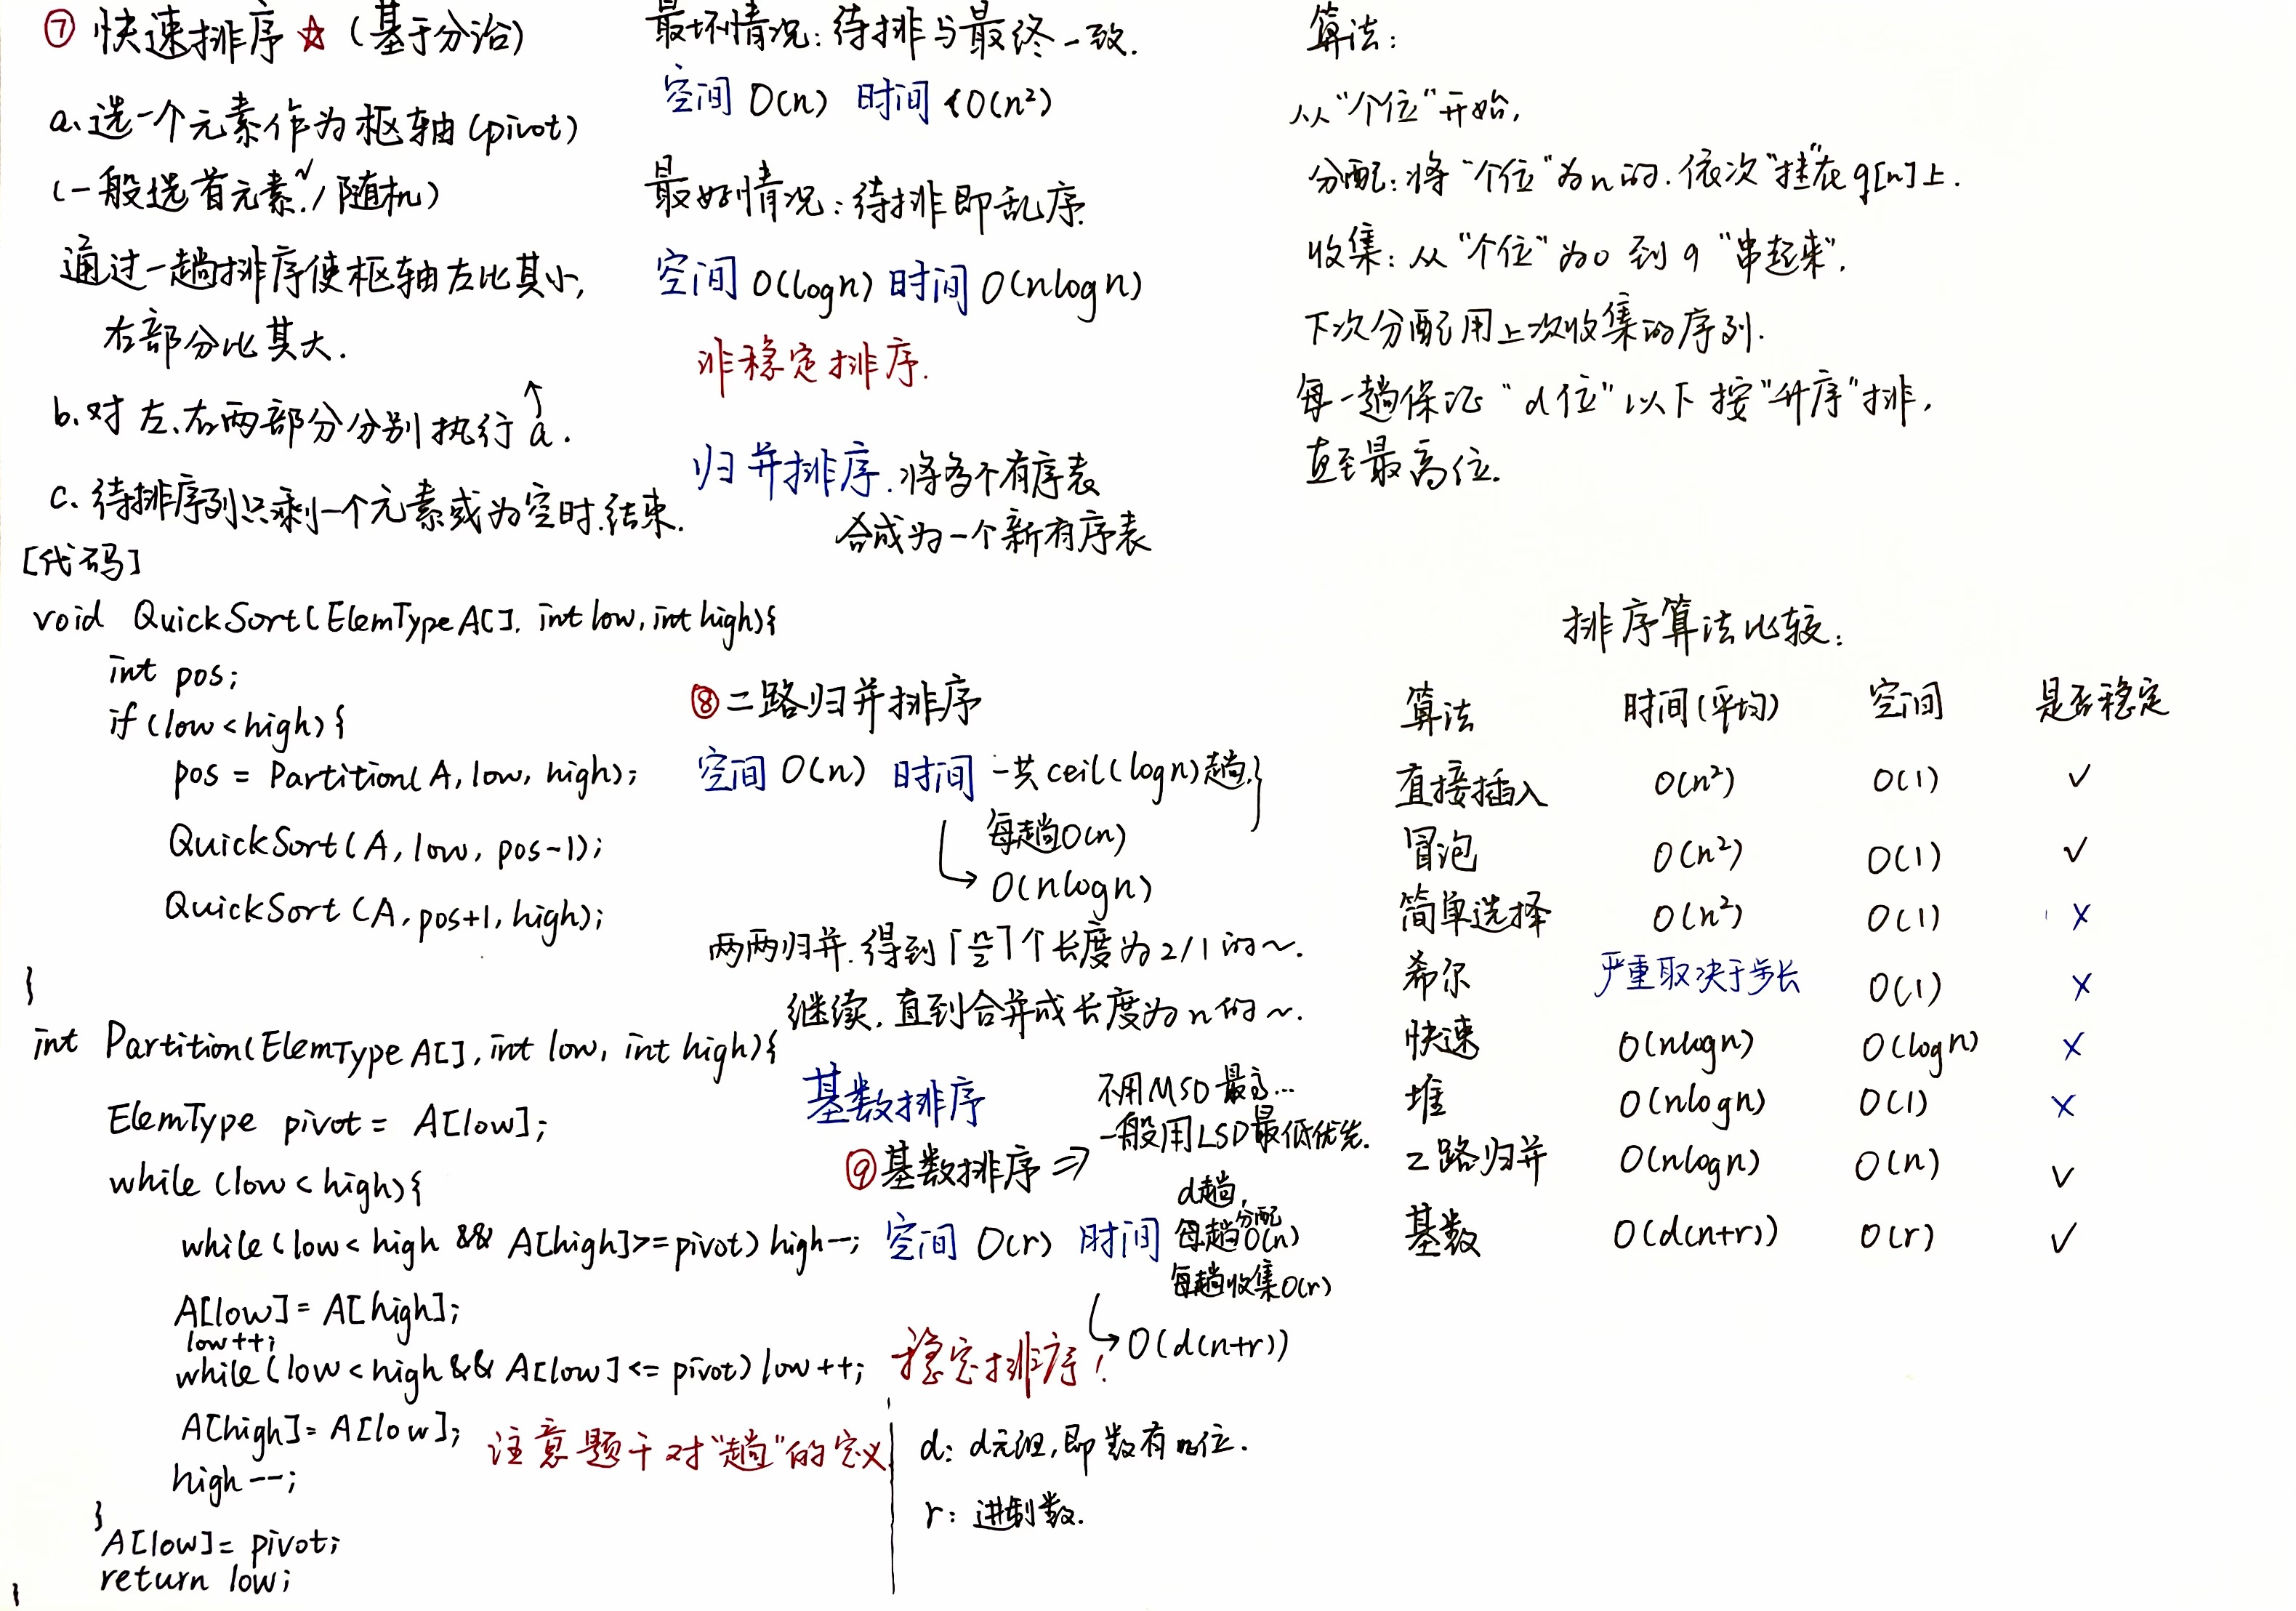 ⑦ 快速排序 ☆（基于分治）
a.选一个元素作为枢轴(pivot)
(一般选首元素√/随机)
通过一趟排序使枢轴左比其小,
右部分比其大.
↑
b.对左、右两部分分别执行a.
c.待排序列只剩一个元素或为空时.结束.
[代码]
void QuickSort(ElemType A[], int low, int high){
int pos;
if (low < high) {
pos = Partition(A, low, high);
QuickSort(A, low, pos-1);
QuickSort(A, pos+1, high);
}
int Partition(ElemType A[], int low, int high){
ElemType pivot = A[low];
while (low < high){
while (low < high && A[high]>=pivot) high--;
A[low] = A[high];
low++;
while (low < high && A[low] <= pivot) low++;
A[high] = A[low];
high--;
}
A[low] = pivot;
return low;
}
注意题干对“趟”的定义
最坏情况: 待排与最终一致.
空间 O(n) 时间 O(n²)
最好情况: 待排即乱序.
空间 O(logn) 时间 O(nlogn)
非稳定排序.
归并排序.将多个有序表
合成为一个新有序表
⑧二路归并排序
空间 O(n) 时间 一共ceil(logn)趟,}
每趟O(n)
→ O(nlogn)
两两归并.得到⌈n/2⌉个长度为2/1的~.
继续,直到合并成长度为n的~.
基数排序
不用MSD最高...
一般用LSD最低优先.
⑨基数排序 ⇒
d趟,
空间 O(r) 时间 每趟分配O(n)
每趟收集O(r)
→ O(d(n+r))
稳定排序!
d: d元组,即数有几位.
r: 进制数.
算法:
从“个位”开始,
分配: 将“个位”为n的.依次“挂”在q[n]上.
收集: 从“个位”为0 到9 “串起来”.
下次分配用上次收集的序列.
每一趟保证“d位”以下按“升序”排,
直至最高位.
排序算法比较:
算法 时间(平均) 空间 是否稳定
直接插入 O(n²) O(1) √
冒泡 O(n²) O(1) √
简单选择 O(n²) O(1) ×
希尔 严重取决于步长 O(1) ×
快速 O(nlogn) O(logn) ×
堆 O(nlogn) O(1) ×
二路归并 O(nlogn) O(n) √
基数 O(d(n+r)) O(r) √